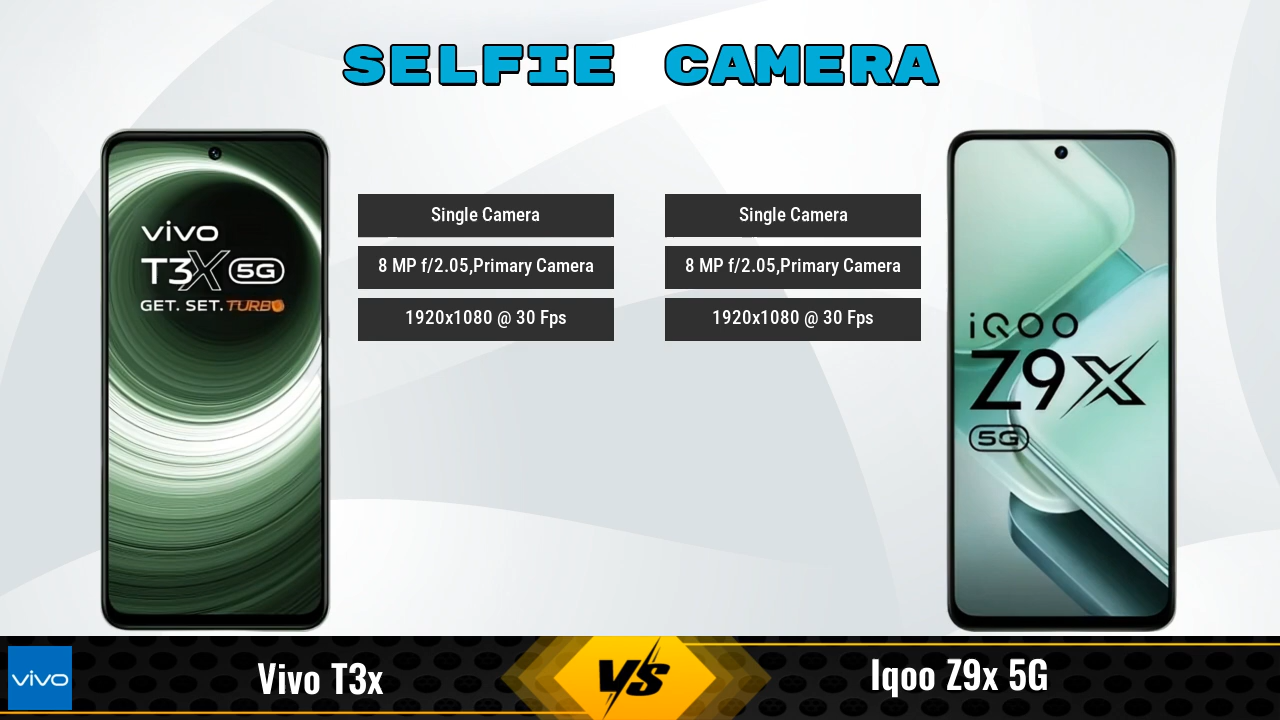 SELFIE CAMERA
vivo
T3X 5G
GET. SET. TURBO
Single Camera
8 MP f/2.05,Primary Camera
1920x1080 @ 30 Fps
Single Camera
8 MP f/2.05,Primary Camera
1920x1080 @ 30 Fps
iQOO
Z9X
5G
vivo
Vivo T3x
VS
Iqoo Z9x 5G